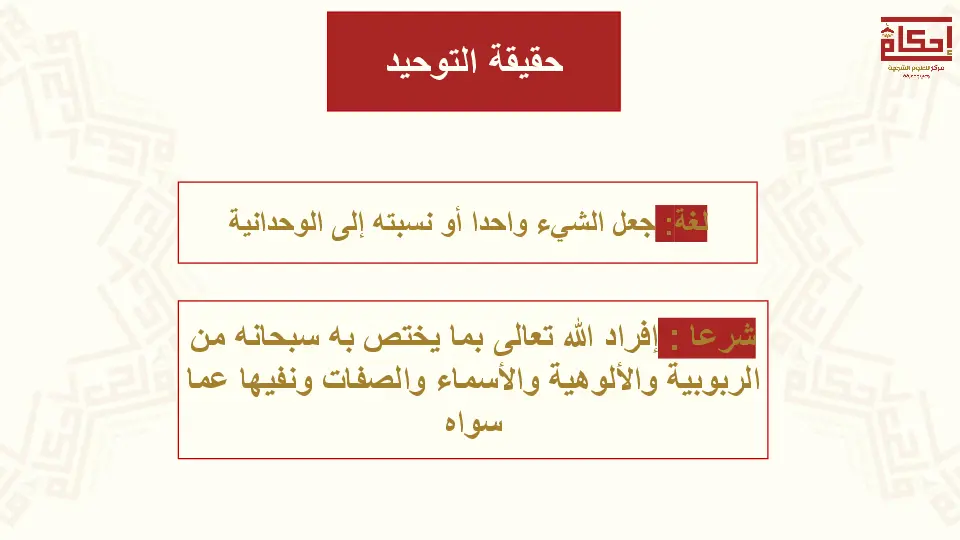 إحكام
مركز للعلوم الشرعية
حقيقة التوحيد
لغة: جعل الشيء واحدا أو نسبته إلى الوحدانية
شرعا : إفراد الله تعالى بما يختص به سبحانه من
الربوبية والألوهية والأسماء والصفات ونفيها عما
سواه